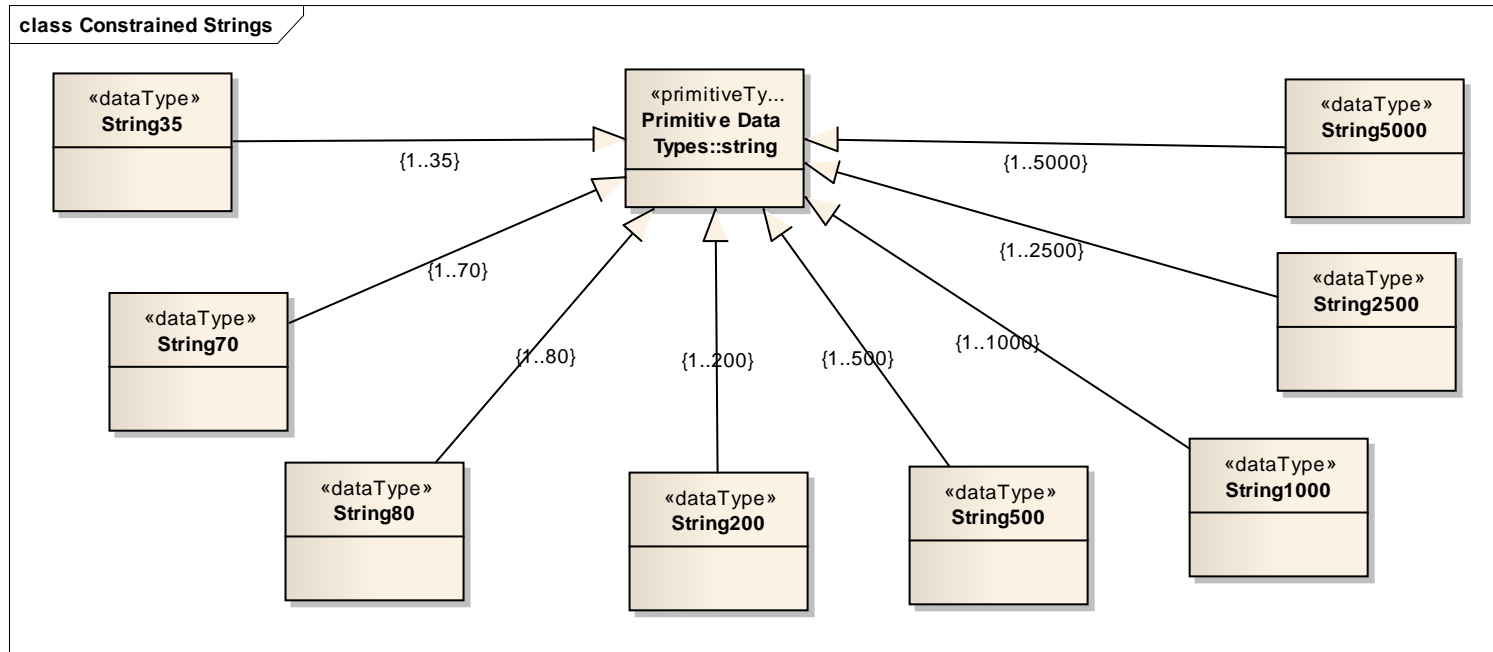 class Constrained Strings
«dataType»
String35
«primitiveTy...
Primitive Data
Types::string
«dataType»
String5000
{1..35}
{1..5000}
{1..70}
{1..2500}
«dataType»
String70
«dataType»
String2500
{1..80}
{1..200}
{1..500}
{1..1000}
«dataType»
String80
«dataType»
String200
«dataType»
String500
«dataType»
String1000